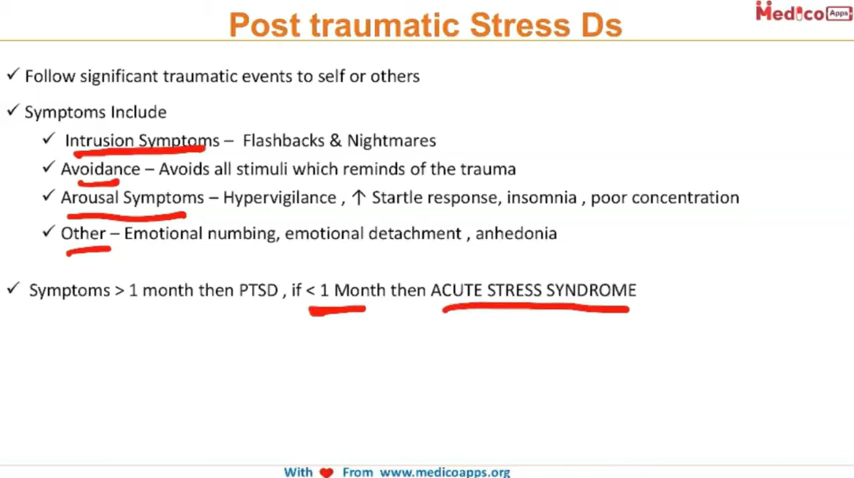 Post traumatic Stress Ds
Medico Apps
✓ Follow significant traumatic events to self or others
✓ Symptoms Include
✓ Intrusion Symptoms – Flashbacks & Nightmares
✓ Avoidance – Avoids all stimuli which reminds of the trauma
✓ Arousal Symptoms – Hypervigilance , ↑ Startle response, insomnia , poor concentration
✓ Other – Emotional numbing, emotional detachment , anhedonia
✓ Symptoms > 1 month then PTSD , if < 1 Month then ACUTE STRESS SYNDROME
With ❤ From www.medicoapps.org